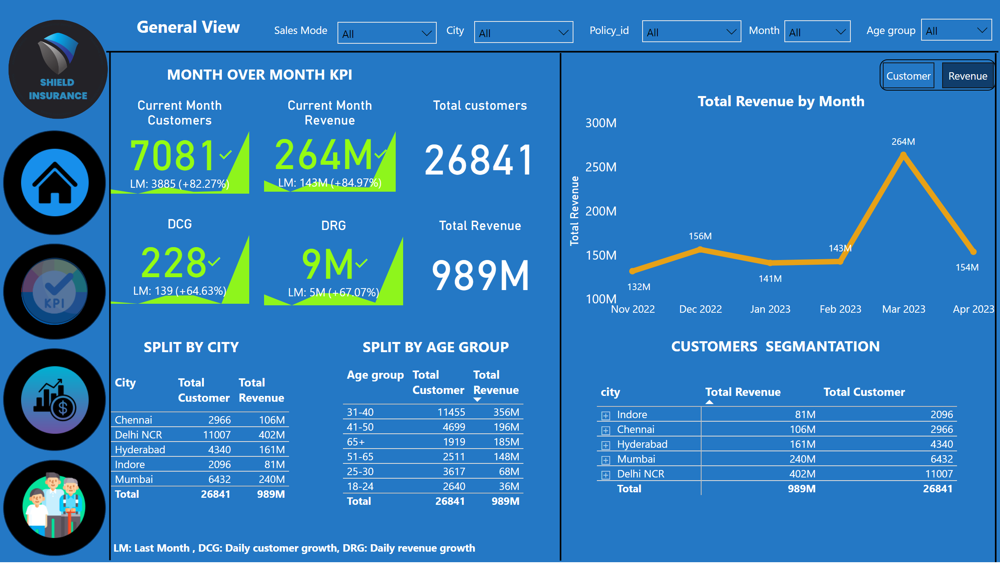 General View
Sales Mode
All
City
All
Policy_id
All
Month
All
Age group
All
SHIELD
INSURANCE
KPI
MONTH OVER MONTH KPI
Current Month
Customers
7081
LM: 3885 (+82.27%)
Current Month
Revenue
264M
LM: 143M (+84.97%)
Total customers
26841
DCG
228
LM: 139 (+64.63%)
DRG
9M
LM: 5M (+67.07%)
Total Revenue
989M
Customer
Revenue
Total Revenue by Month
Total Revenue
300M
250M
200M
150M
100M
132M
156M
141M
143M
264M
154M
Nov 2022
Dec 2022
Jan 2023
Feb 2023
Mar 2023
Apr 2023
SPLIT BY CITY
City Total Customer Total Revenue
Chennai 2966 106M
Delhi NCR 11007 402M
Hyderabad 4340 161M
Indore 2096 81M
Mumbai 6432 240M
Total 26841 989M
SPLIT BY AGE GROUP
Age group Total Customer Total Revenue
31-40 11455 356M
41-50 4699 196M
65+ 1919 185M
51-65 2511 148M
25-30 3617 68M
18-24 2640 36M
Total 26841 989M
CUSTOMERS SEGMANTATION
city Total Revenue Total Customer
Indore 81M 2096
Chennai 106M 2966
Hyderabad 161M 4340
Mumbai 240M 6432
Delhi NCR 402M 11007
Total 989M 26841
LM: Last Month , DCG: Daily customer growth, DRG: Daily revenue growth